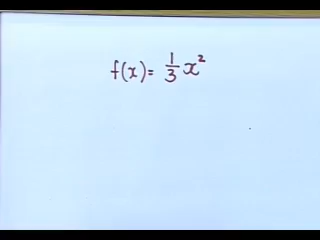 f(x) = 1/3 x²